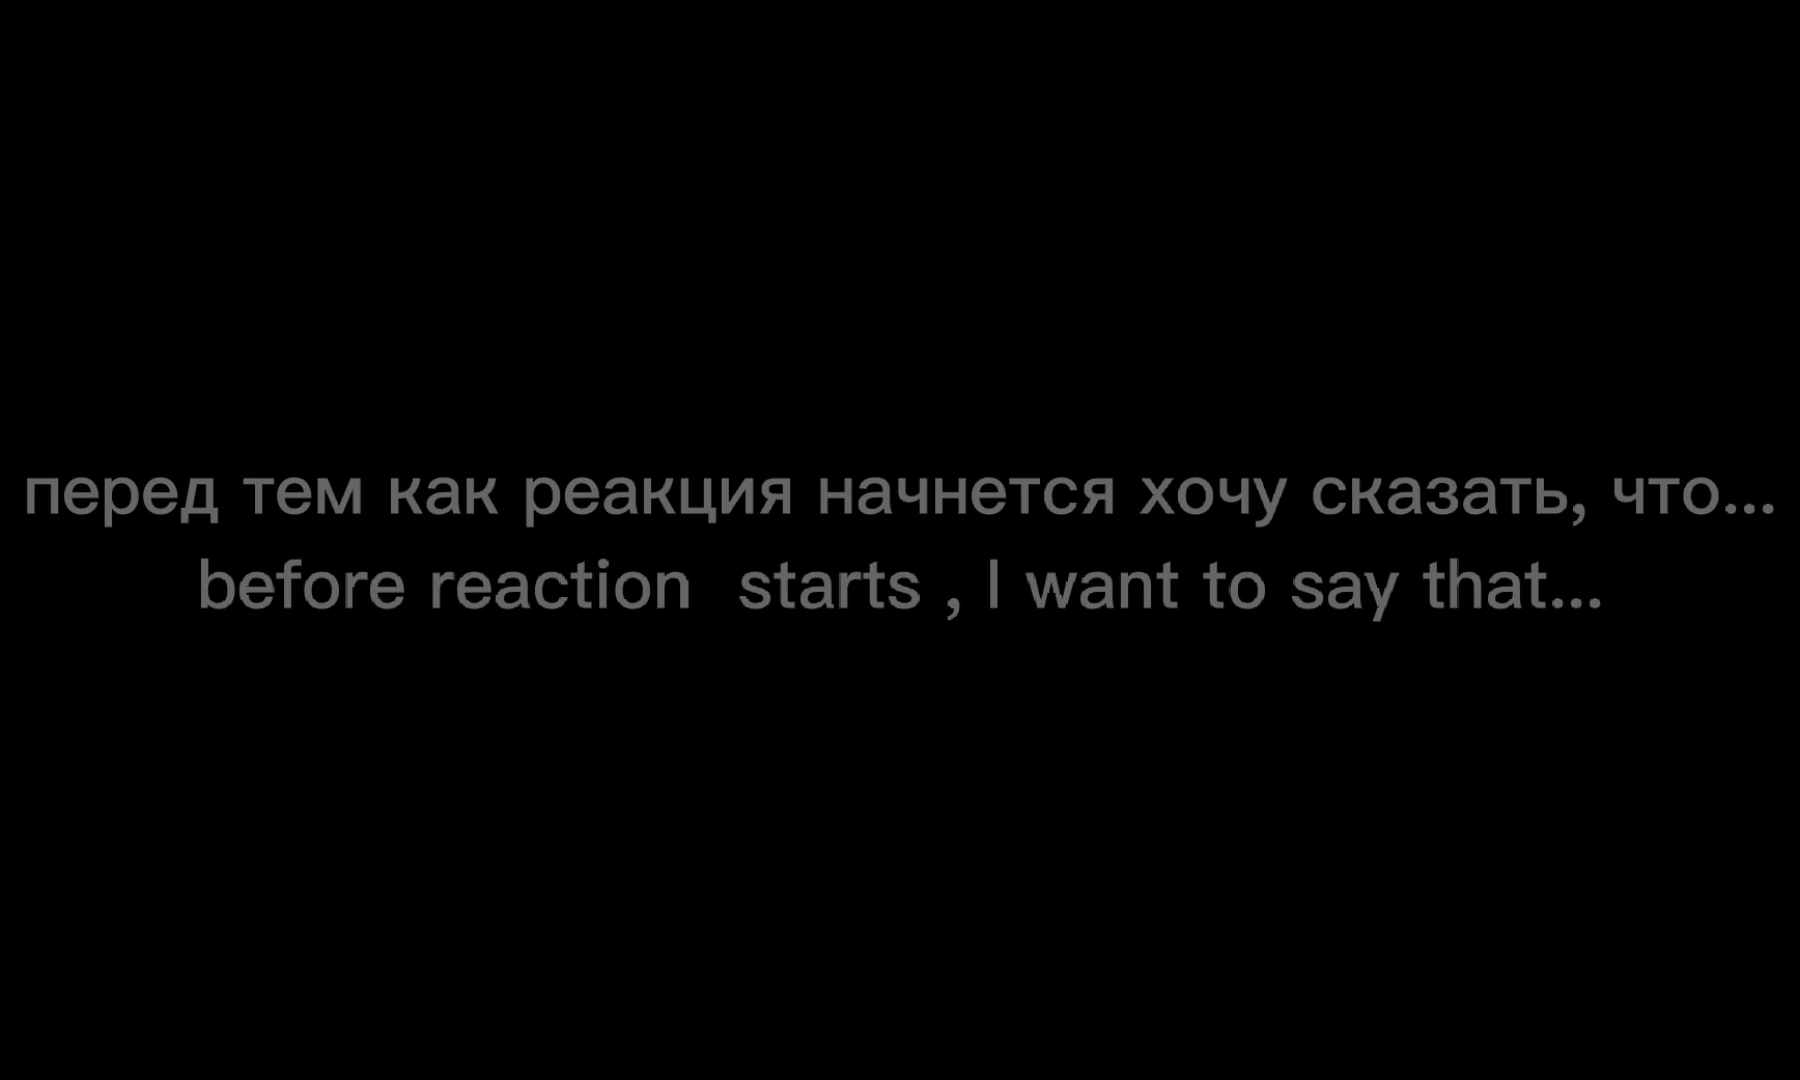 перед тем как реакция начнется хочу сказать, что...
before reaction  starts , I want to say that...